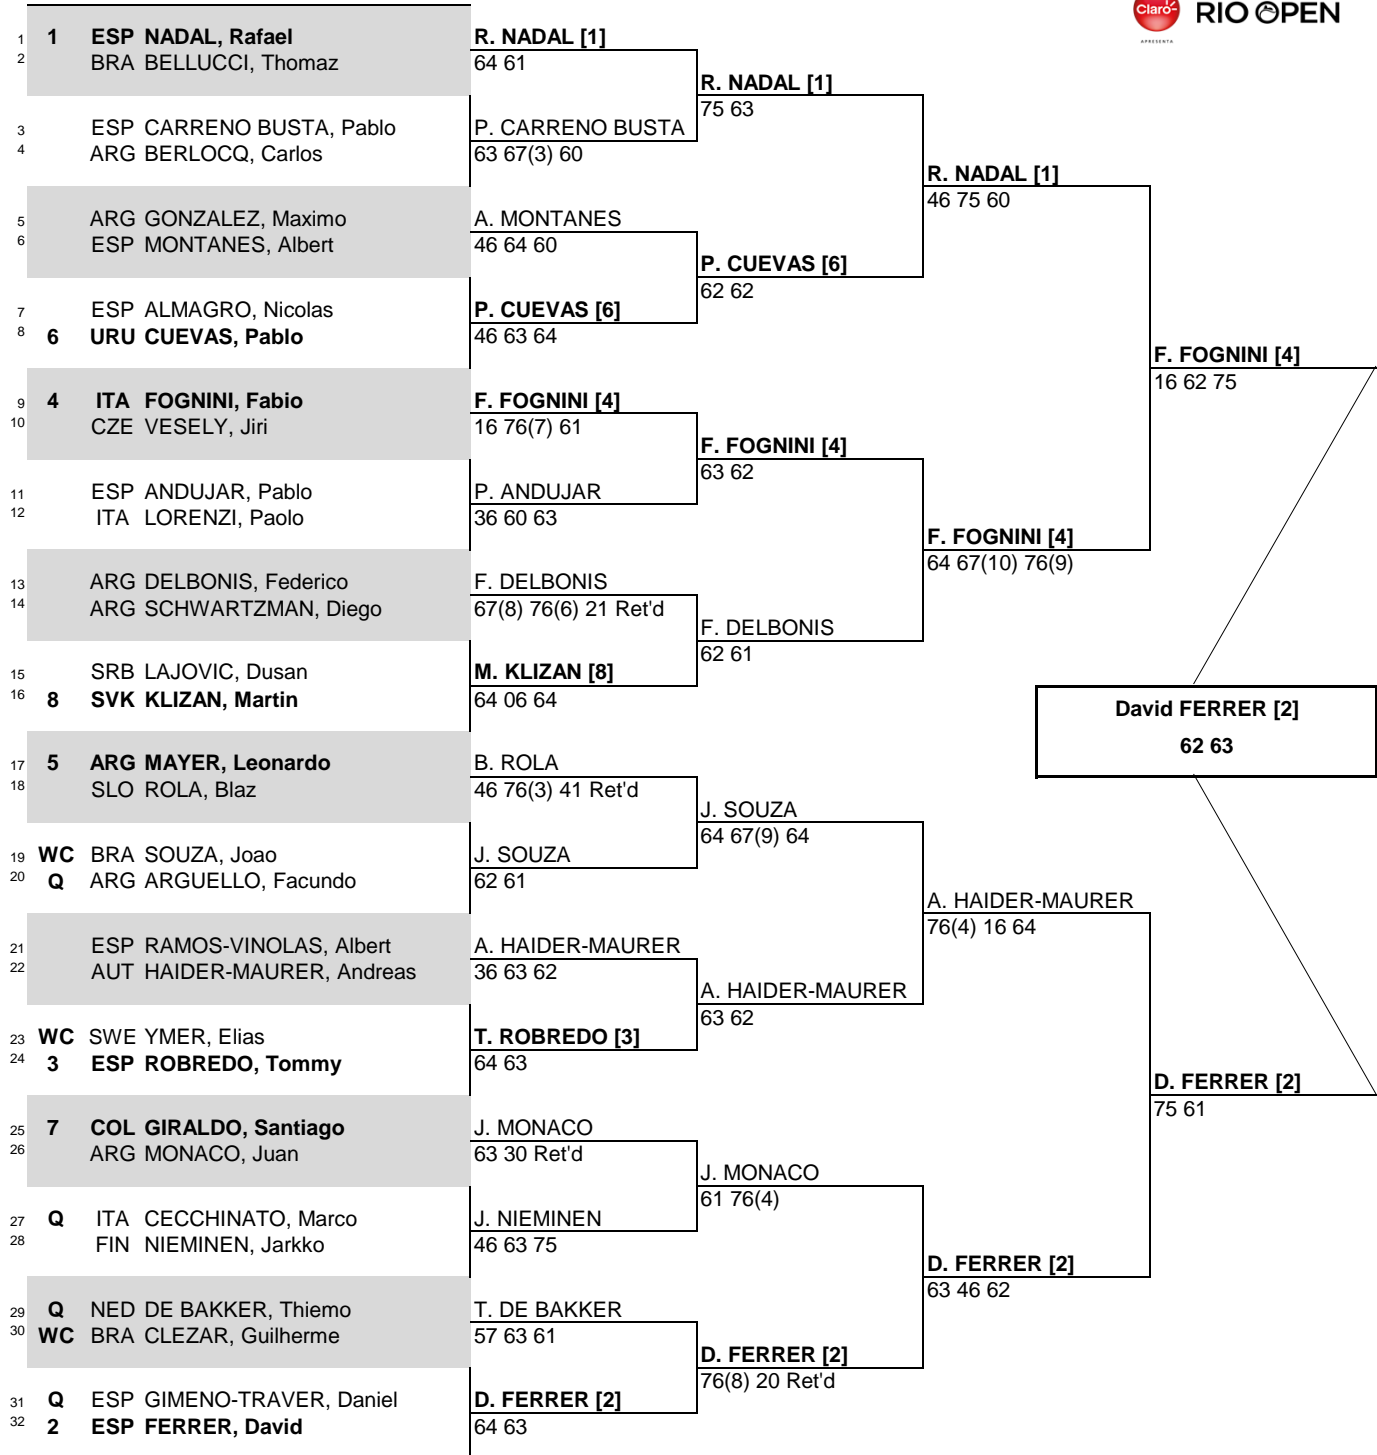 Claro
APRESENTA
RIO OPEN
1 1 ESP NADAL, Rafael
2 BRA BELLUCCI, Thomaz
3 ESP CARRENO BUSTA, Pablo
4 ARG BERLOCQ, Carlos
5 ARG GONZALEZ, Maximo
6 ESP MONTANES, Albert
7 ESP ALMAGRO, Nicolas
8 6 URU CUEVAS, Pablo
9 4 ITA FOGNINI, Fabio
10 CZE VESELY, Jiri
11 ESP ANDUJAR, Pablo
12 ITA LORENZI, Paolo
13 ARG DELBONIS, Federico
14 ARG SCHWARTZMAN, Diego
15 SRB LAJOVIC, Dusan
16 8 SVK KLIZAN, Martin
17 5 ARG MAYER, Leonardo
18 SLO ROLA, Blaz
19 WC BRA SOUZA, Joao
20 Q ARG ARGUELLO, Facundo
21 ESP RAMOS-VINOLAS, Albert
22 AUT HAIDER-MAURER, Andreas
23 WC SWE YMER, Elias
24 3 ESP ROBREDO, Tommy
25 7 COL GIRALDO, Santiago
26 ARG MONACO, Juan
27 Q ITA CECCHINATO, Marco
28 FIN NIEMINEN, Jarkko
29 Q NED DE BAKKER, Thiemo
30 WC BRA CLEZAR, Guilherme
31 Q ESP GIMENO-TRAVER, Daniel
32 2 ESP FERRER, David
R. NADAL [1]
64 61
P. CARRENO BUSTA
63 67(3) 60
A. MONTANES
46 64 60
P. CUEVAS [6]
46 63 64
F. FOGNINI [4]
16 76(7) 61
P. ANDUJAR
36 60 63
F. DELBONIS
67(8) 76(6) 21 Ret'd
M. KLIZAN [8]
64 06 64
B. ROLA
46 76(3) 41 Ret'd
J. SOUZA
62 61
A. HAIDER-MAURER
36 63 62
T. ROBREDO [3]
64 63
J. MONACO
63 30 Ret'd
J. NIEMINEN
46 63 75
T. DE BAKKER
57 63 61
D. FERRER [2]
64 63
R. NADAL [1]
75 63
P. CUEVAS [6]
62 62
F. FOGNINI [4]
63 62
F. DELBONIS
62 61
J. SOUZA
64 67(9) 64
A. HAIDER-MAURER
63 62
J. MONACO
61 76(4)
D. FERRER [2]
76(8) 20 Ret'd
R. NADAL [1]
46 75 60
F. FOGNINI [4]
64 67(10) 76(9)
A. HAIDER-MAURER
76(4) 16 64
D. FERRER [2]
63 46 62
F. FOGNINI [4]
16 62 75
D. FERRER [2]
75 61
David FERRER [2]
62 63